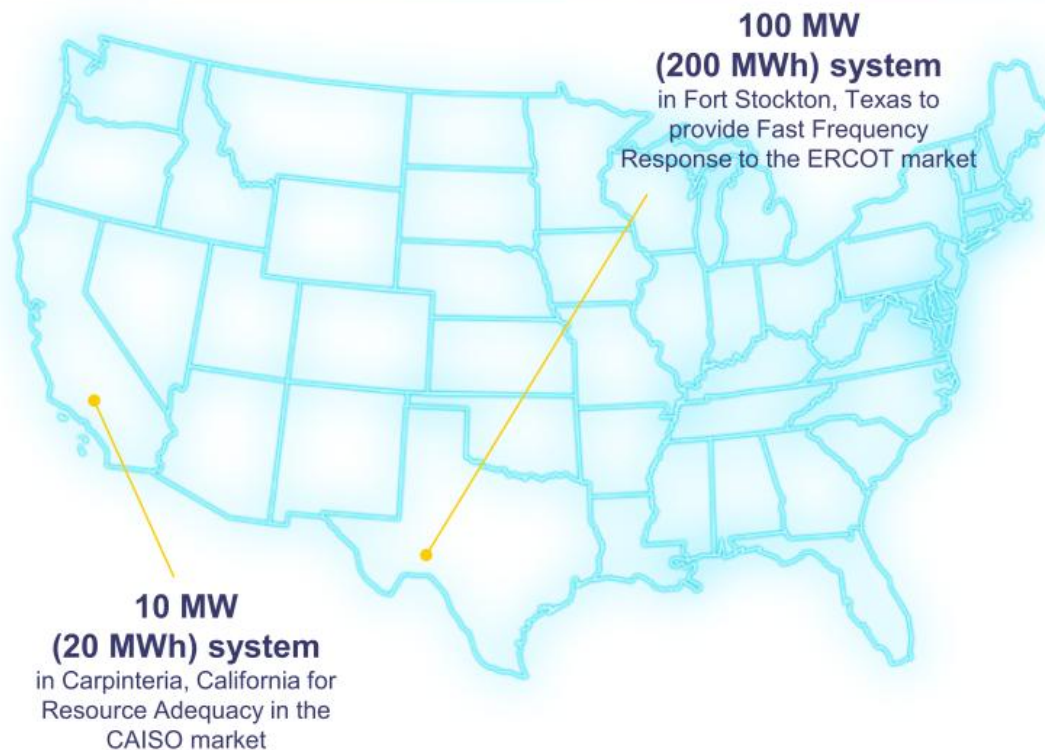 100 MW
(200 MWh) system
in Fort Stockton, Texas to
provide Fast Frequency
Response to the ERCOT market
10 MW
(20 MWh) system
in Carpinteria, California for
Resource Adequacy in the
CAISO market